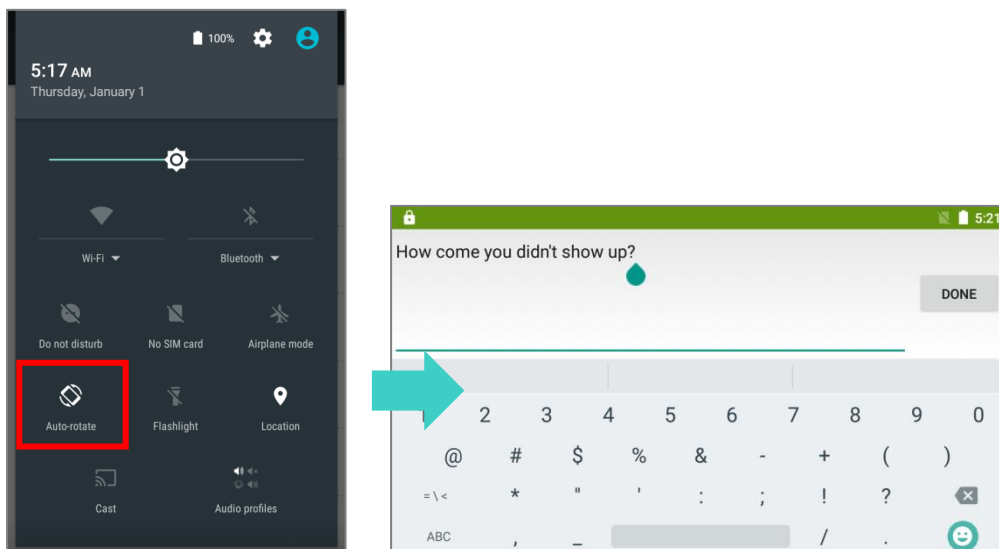 100%
5:17 AM
Thursday, January 1
Wi-Fi Bluetooth
Do not disturb No SIM card Airplane mode
Auto-rotate Flashlight Location
Cast Audio profiles
5:21
How come you didn't show up?
DONE
2 3 4 5 6 7 8 9 0
@ # $ % & - + ( )
= \ < * " ' : ; ! ?
ABC , _ / .